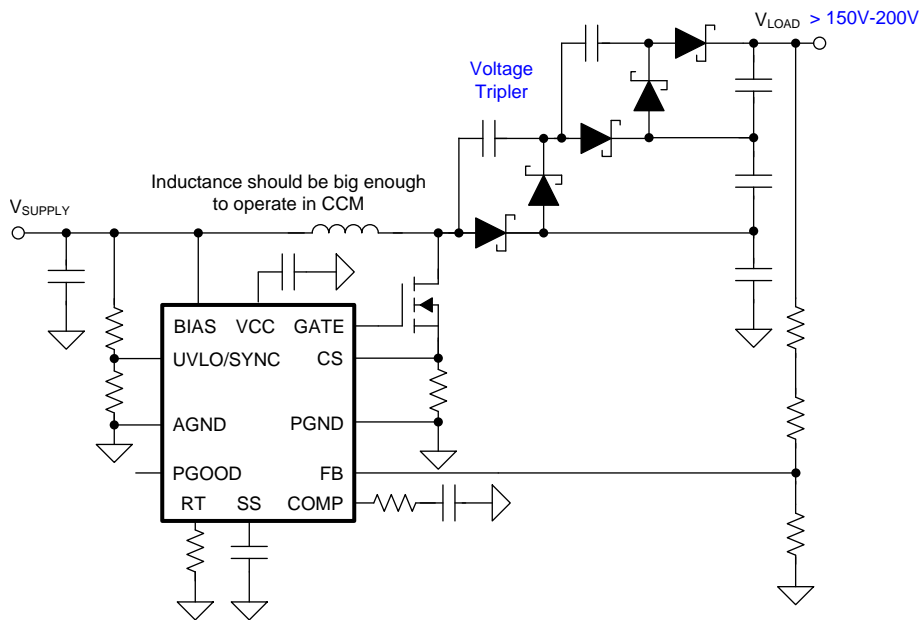 VLOAD > 150V-200V
Voltage
Tripler
Inductance should be big enough
to operate in CCM
VSUPPLY
BIAS VCC GATE
UVLO/SYNC CS
AGND PGND
PGOOD FB
RT SS COMP